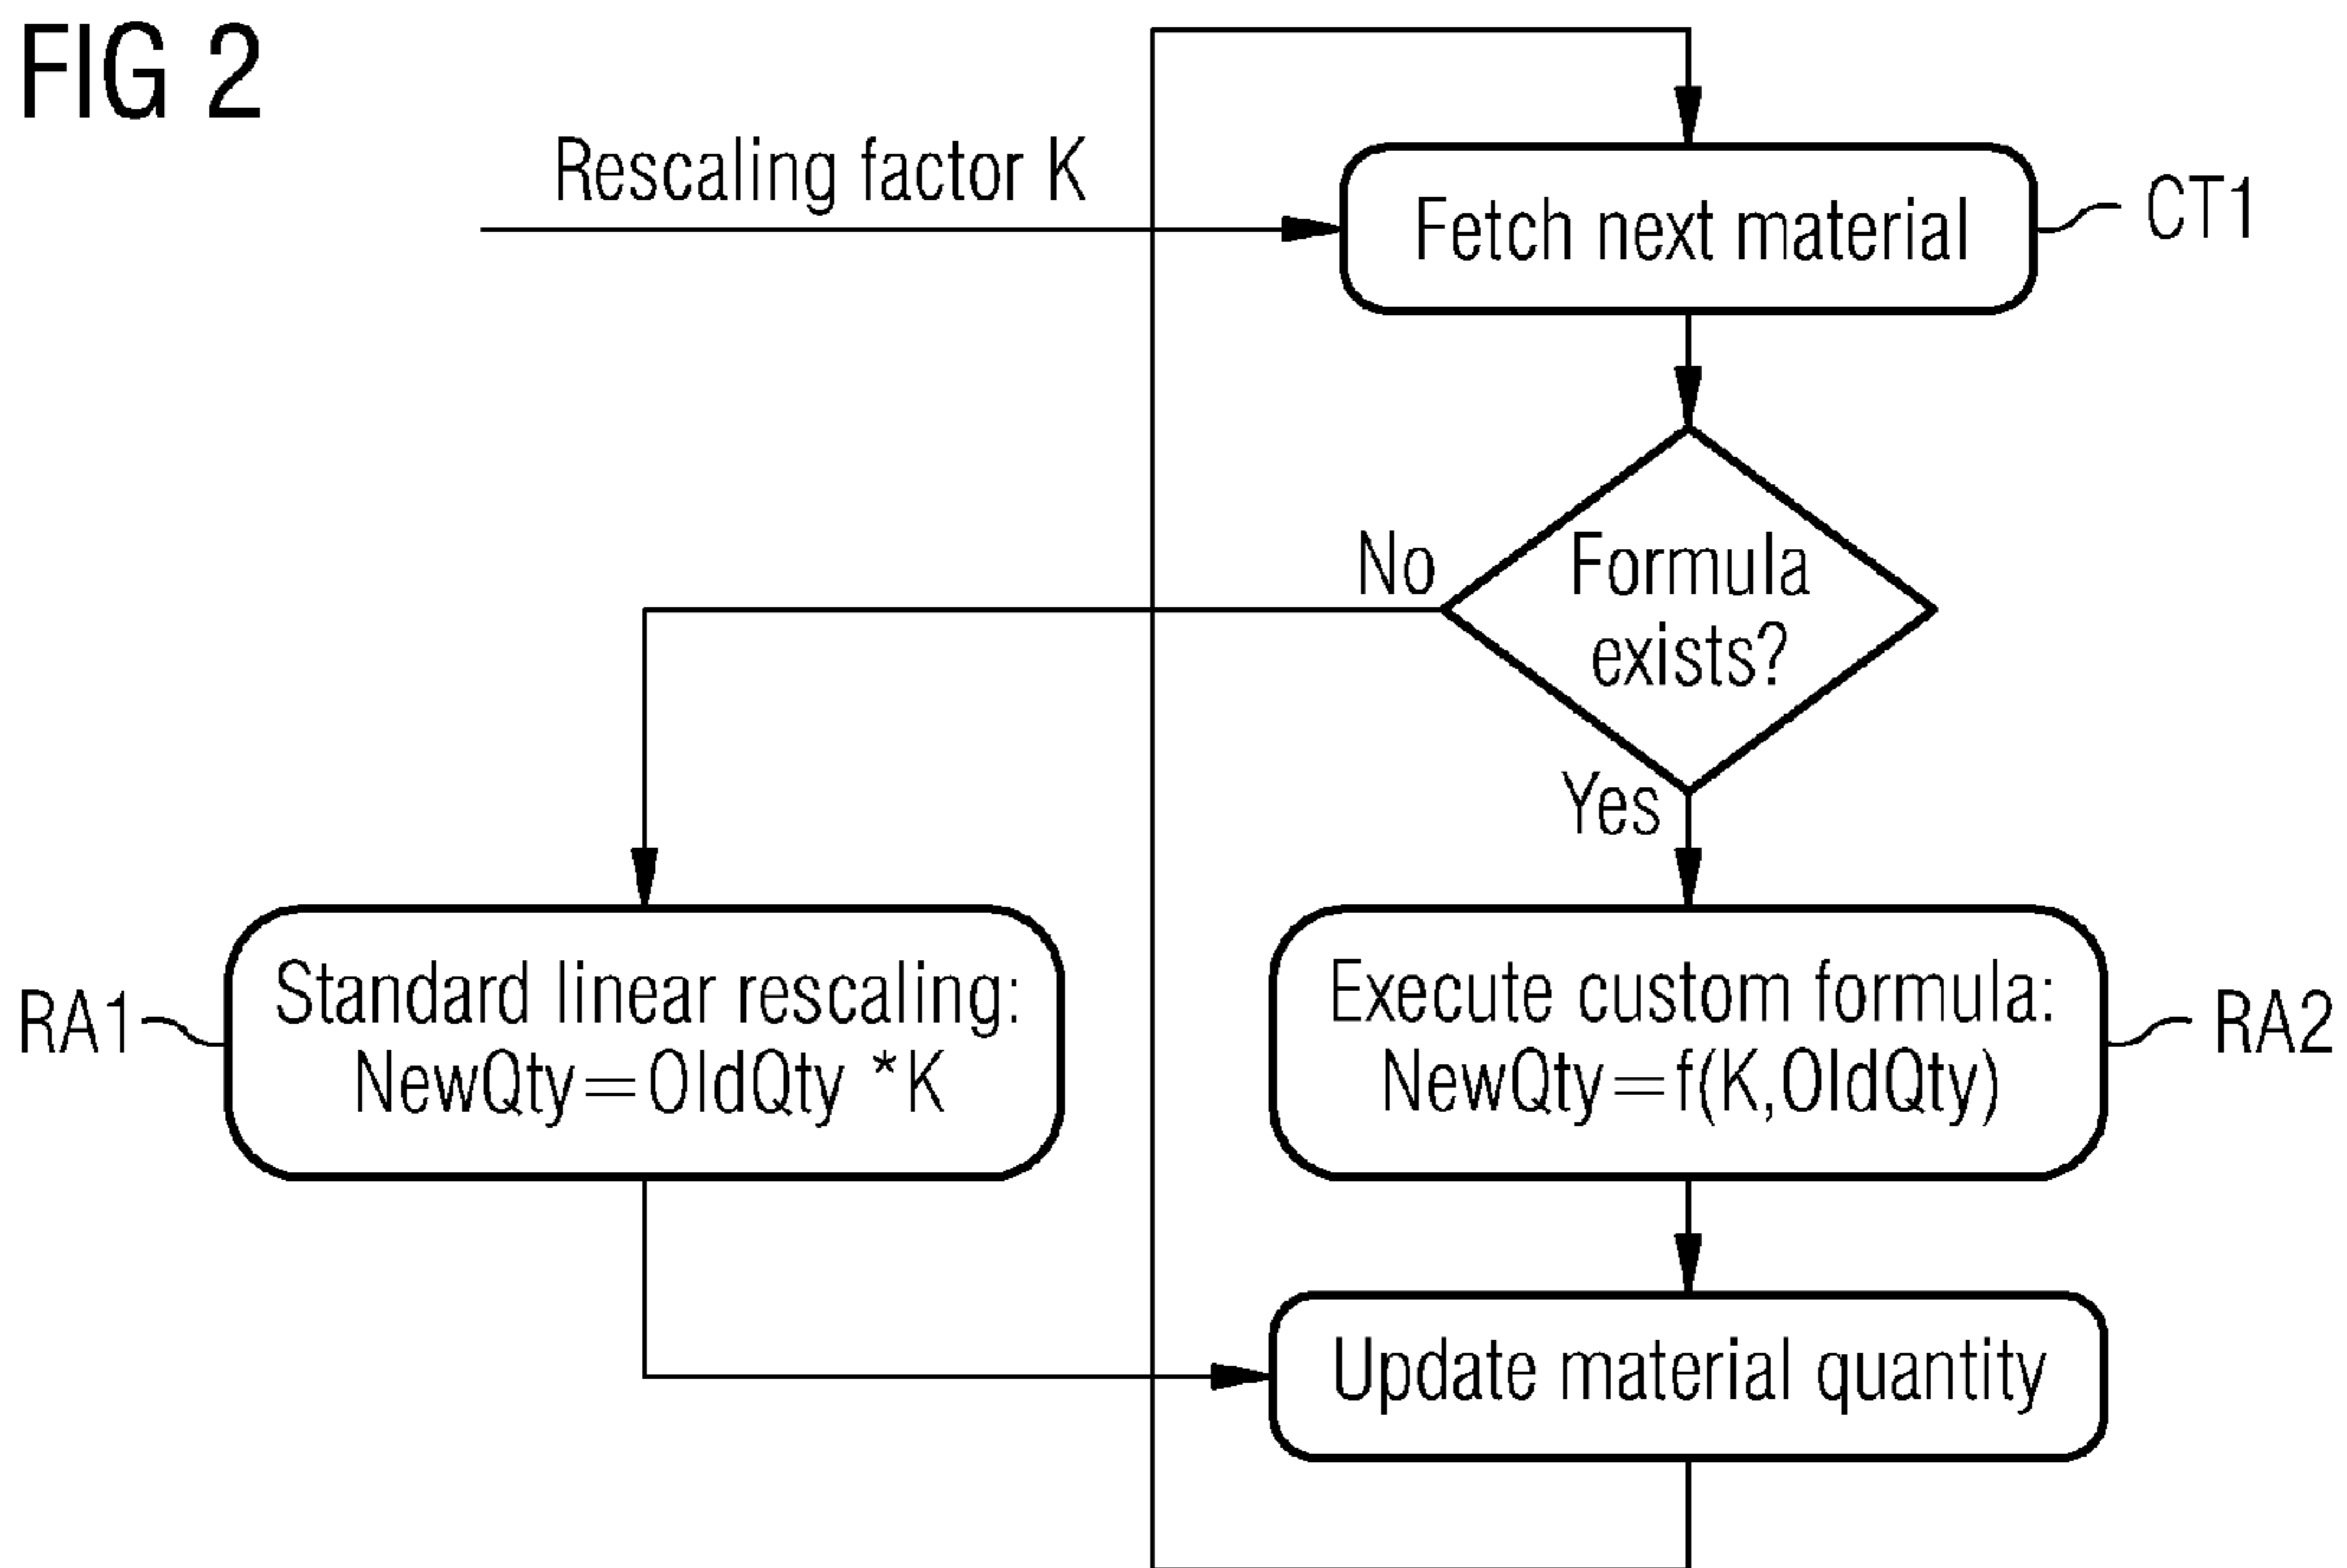 FIG 2
Rescaling factor K
Fetch next material
CT1
No
Formula
exists?
Yes
RA1
Standard linear rescaling:
NewQty=OldQty *K
Execute custom formula:
NewQty=f(K,OldQty)
RA2
Update material quantity